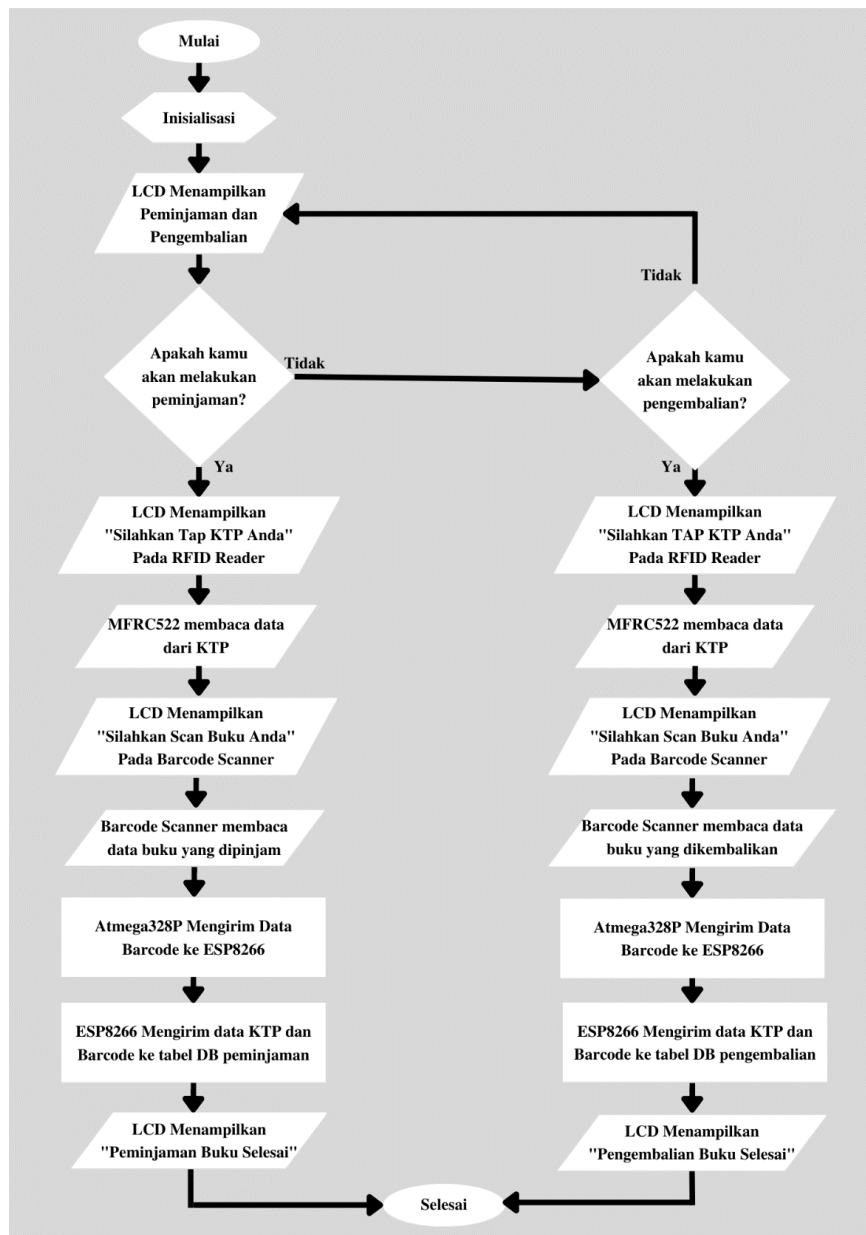 Mulai
Inisialisasi
LCD Menampilkan
Peminjaman dan
Pengembalian
Apakah kamu
akan melakukan
peminjaman?
Tidak
Tidak
Apakah kamu
akan melakukan
pengembalian?
Ya
LCD Menampilkan
"Silahkan Tap KTP Anda"
Pada RFID Reader
MFRC522 membaca data
dari KTP
LCD Menampilkan
"Silahkan Scan Buku Anda"
Pada Barcode Scanner
Barcode Scanner membaca
data buku yang dipinjam
Atmega328P Mengirim Data
Barcode ke ESP8266
ESP8266 Mengirim data KTP dan
Barcode ke tabel DB peminjaman
LCD Menampilkan
"Peminjaman Buku Selesai"
Ya
LCD Menampilkan
"Silahkan TAP KTP Anda"
Pada RFID Reader
MFRC522 membaca data
dari KTP
LCD Menampilkan
"Silahkan Scan Buku Anda"
Pada Barcode Scanner
Barcode Scanner membaca data
buku yang dikembalikan
Atmega328P Mengirim Data
Barcode ke ESP8266
ESP8266 Mengirim data KTP dan
Barcode ke tabel DB pengembalian
LCD Menampilkan
"Pengembalian Buku Selesai"
Selesai